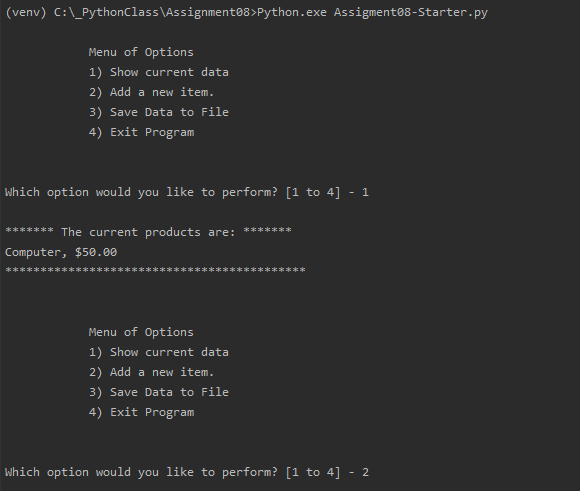 (venv) C:\_PythonClass\Assignment08>Python.exe Assigment08-Starter.py
Menu of Options
1) Show current data
2) Add a new item.
3) Save Data to File
4) Exit Program
Which option would you like to perform? [1 to 4] - 1
******* The current products are: *******
Computer, $50.00
*******************************************
Menu of Options
1) Show current data
2) Add a new item.
3) Save Data to File
4) Exit Program
Which option would you like to perform? [1 to 4] - 2